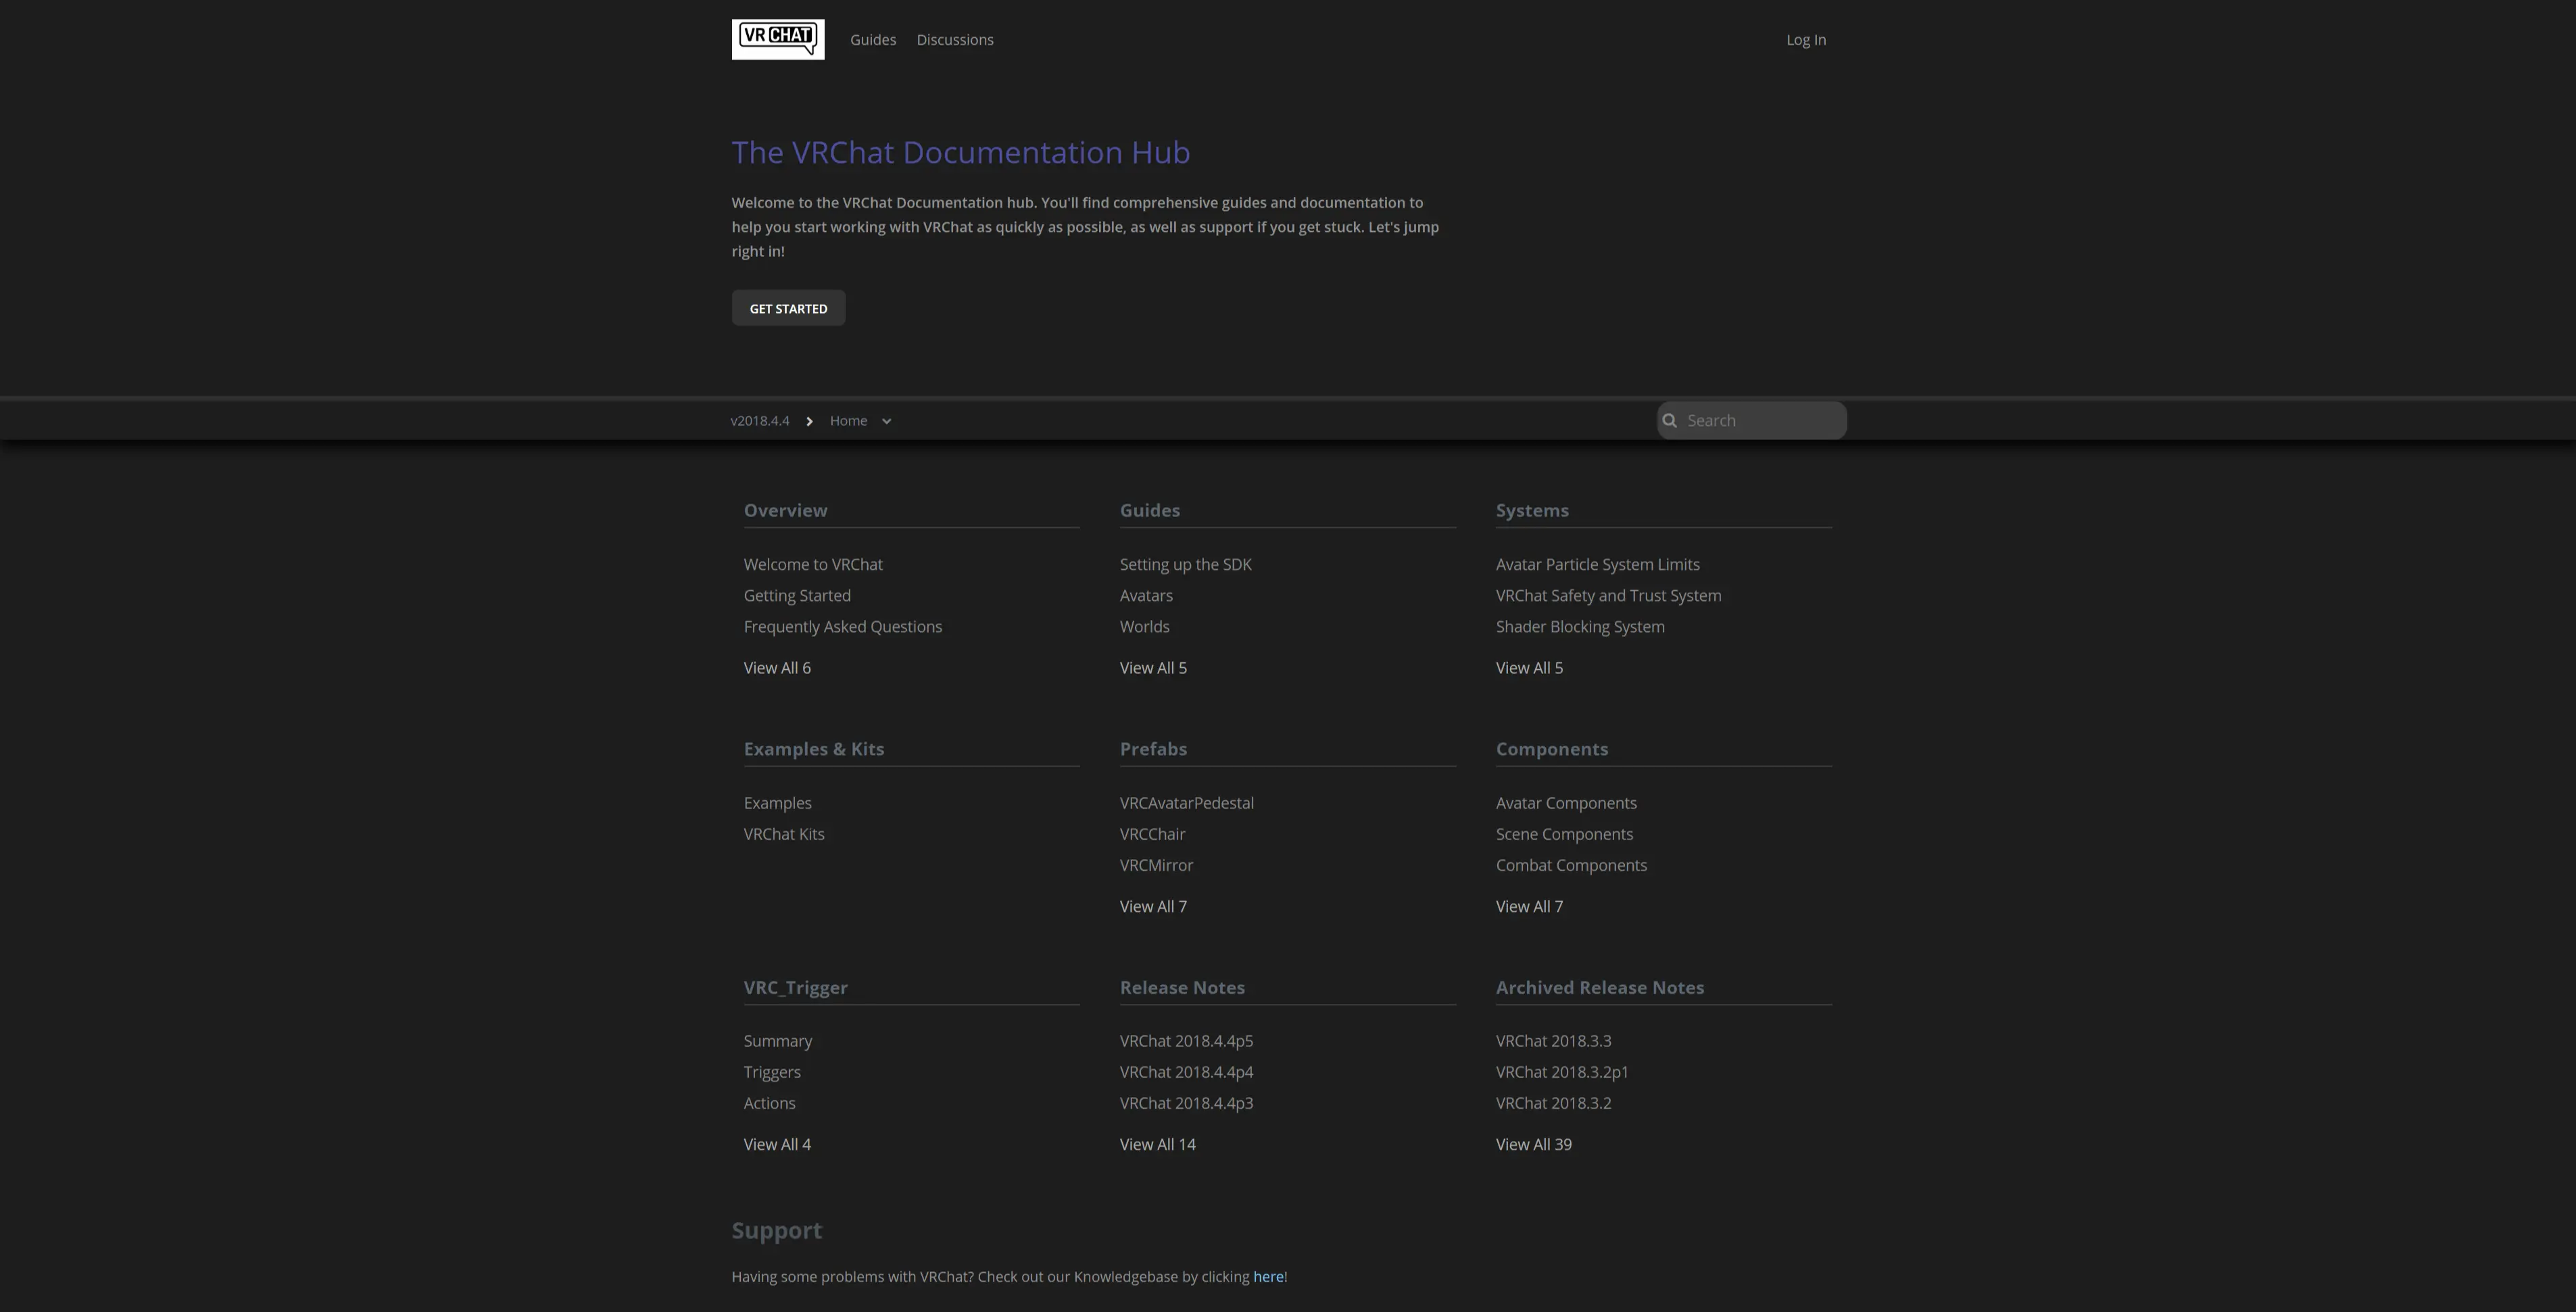 VRCHAT
Guides
Discussions
Log In
The VRChat Documentation Hub
Welcome to the VRChat Documentation hub. You'll find comprehensive guides and documentation to
help you start working with VRChat as quickly as possible, as well as support if you get stuck. Let's jump
right in!
GET STARTED
v2018.4.4
Home
Search
Overview
Welcome to VRChat
Getting Started
Frequently Asked Questions
View All 6
Guides
Setting up the SDK
Avatars
Worlds
View All 5
Systems
Avatar Particle System Limits
VRChat Safety and Trust System
Shader Blocking System
View All 5
Examples & Kits
Examples
VRChat Kits
Prefabs
VRCAvatarPedestal
VRCChair
VRCMirror
View All 7
Components
Avatar Components
Scene Components
Combat Components
View All 7
VRC_Trigger
Summary
Triggers
Actions
View All 4
Release Notes
VRChat 2018.4.4p5
VRChat 2018.4.4p4
VRChat 2018.4.4p3
View All 14
Archived Release Notes
VRChat 2018.3.3
VRChat 2018.3.2p1
VRChat 2018.3.2
View All 39
Support
Having some problems with VRChat? Check out our Knowledgebase by clicking here!